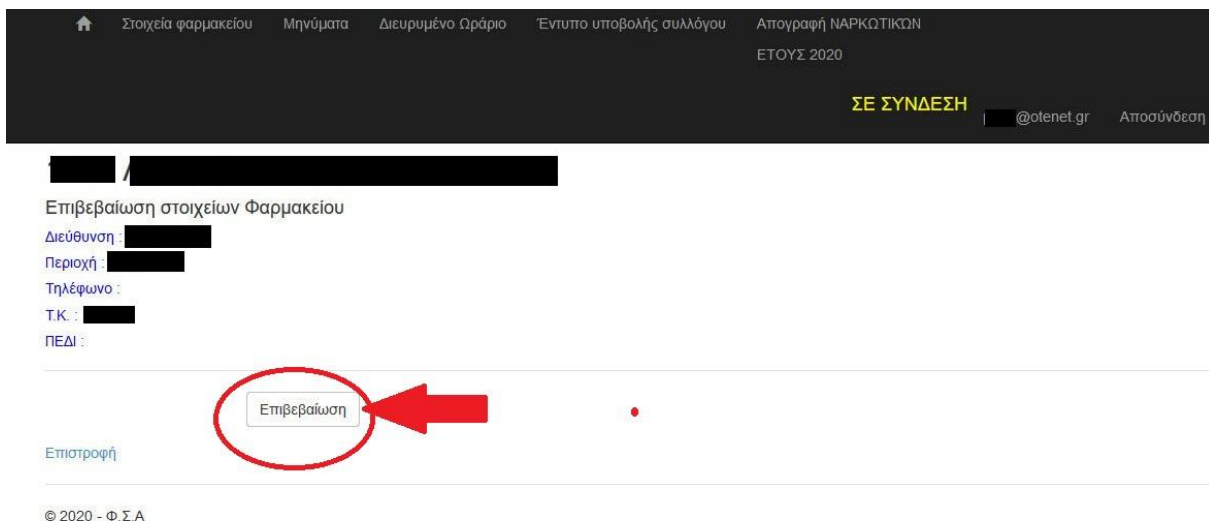 Στοιχεία φαρμακείου Μηνύματα Διευρυμένο Ωράριο Έντυπο υποβολής συλλόγου Απογραφή ΝΑΡΚΩΤΙΚΏΝ
ΕΤΟΥΣ 2020
ΣΕ ΣΥΝΔΕΣΗ @otenet.gr Αποσύνδεση
/
Επιβεβαίωση στοιχείων Φαρμακείου
Διεύθυνση :
Περιοχή :
Τηλέφωνο :
Τ.Κ. :
ΠΕΔΙ :
Επιβεβαίωση
Επιστροφή
© 2020 - Φ.Σ.Α